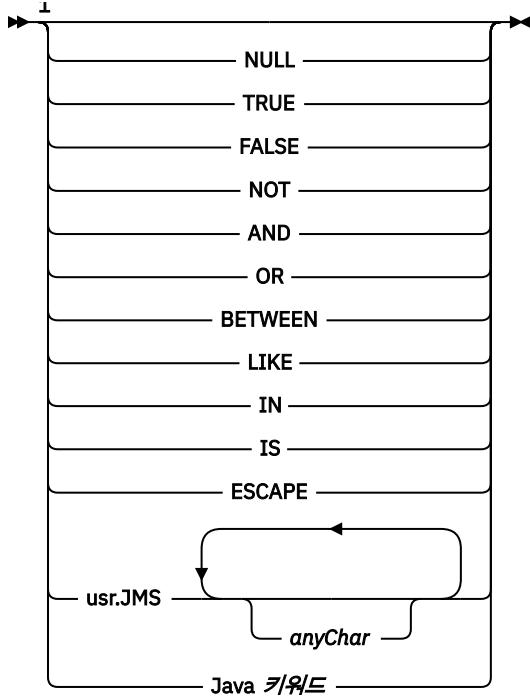 1
NULL
TRUE
FALSE
NOT
AND
OR
BETWEEN
LIKE
IN
IS
ESCAPE
usr.JMS
anyChar
Java 키워드